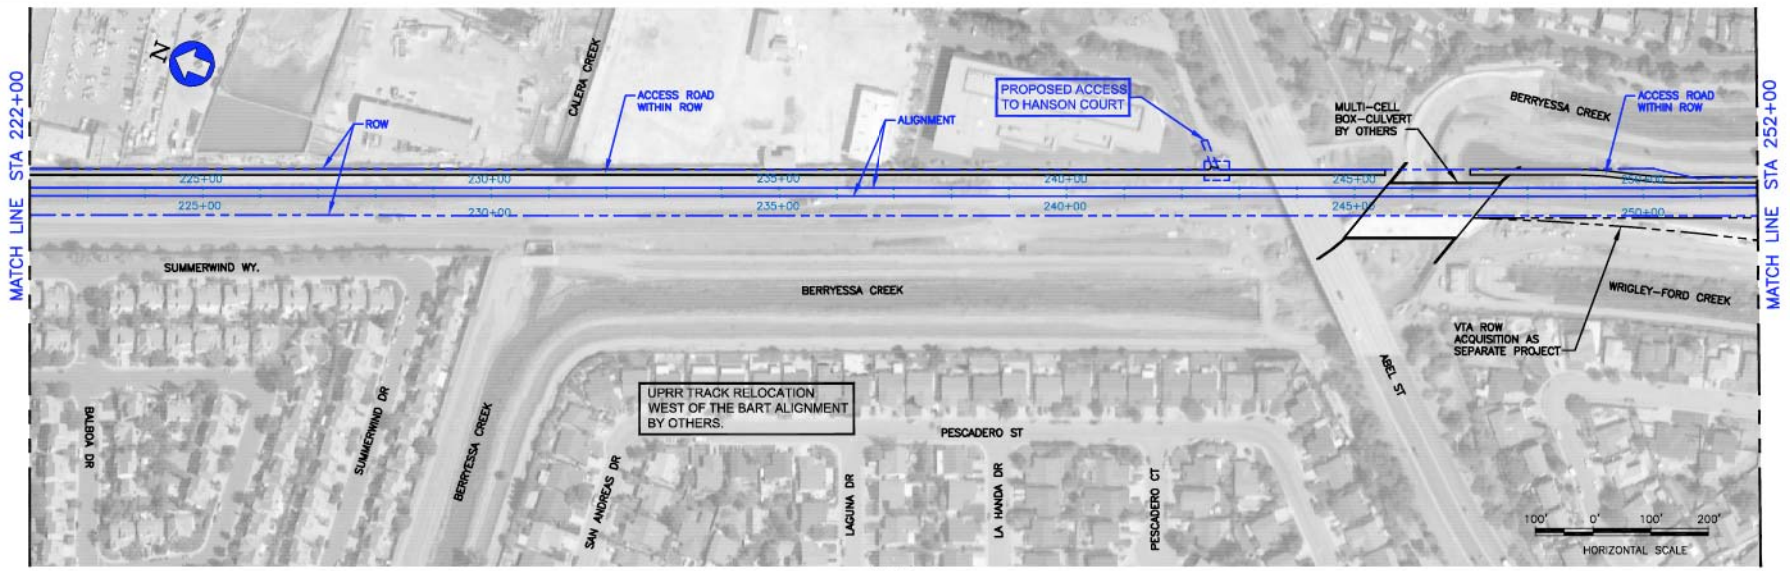 N
MATCH LINE STA 222+00
CALERA CREEK
ROW
ACCESS ROAD
WITHIN ROW
ALIGNMENT
PROPOSED ACCESS
TO HANSON COURT
MULTI-CELL
BOX-CULVERT
BY OTHERS
BERRYESSA CREEK
ACCESS ROAD
WITHIN ROW
MATCH LINE STA 252+00
225+00
230+00
235+00
240+00
245+00
250+00
225+00
230+00
235+00
240+00
245+00
250+00
SUMMERWIND WY.
BERRYESSA CREEK
WRIGLEY-FORD CREEK
VTA ROW
ACQUISITION AS
SEPARATE PROJECT
ABEL ST
UPRR TRACK RELOCATION
WEST OF THE BART ALIGNMENT
BY OTHERS.
BALBOA DR
SUMMERWIND DR
BERRYESSA CREEK
SAN ANDREAS DR
PESCADERO ST
LAGUNA DR
LA HANDA DR
PESCADERO CT
100' 0' 100' 200'
HORIZONTAL SCALE